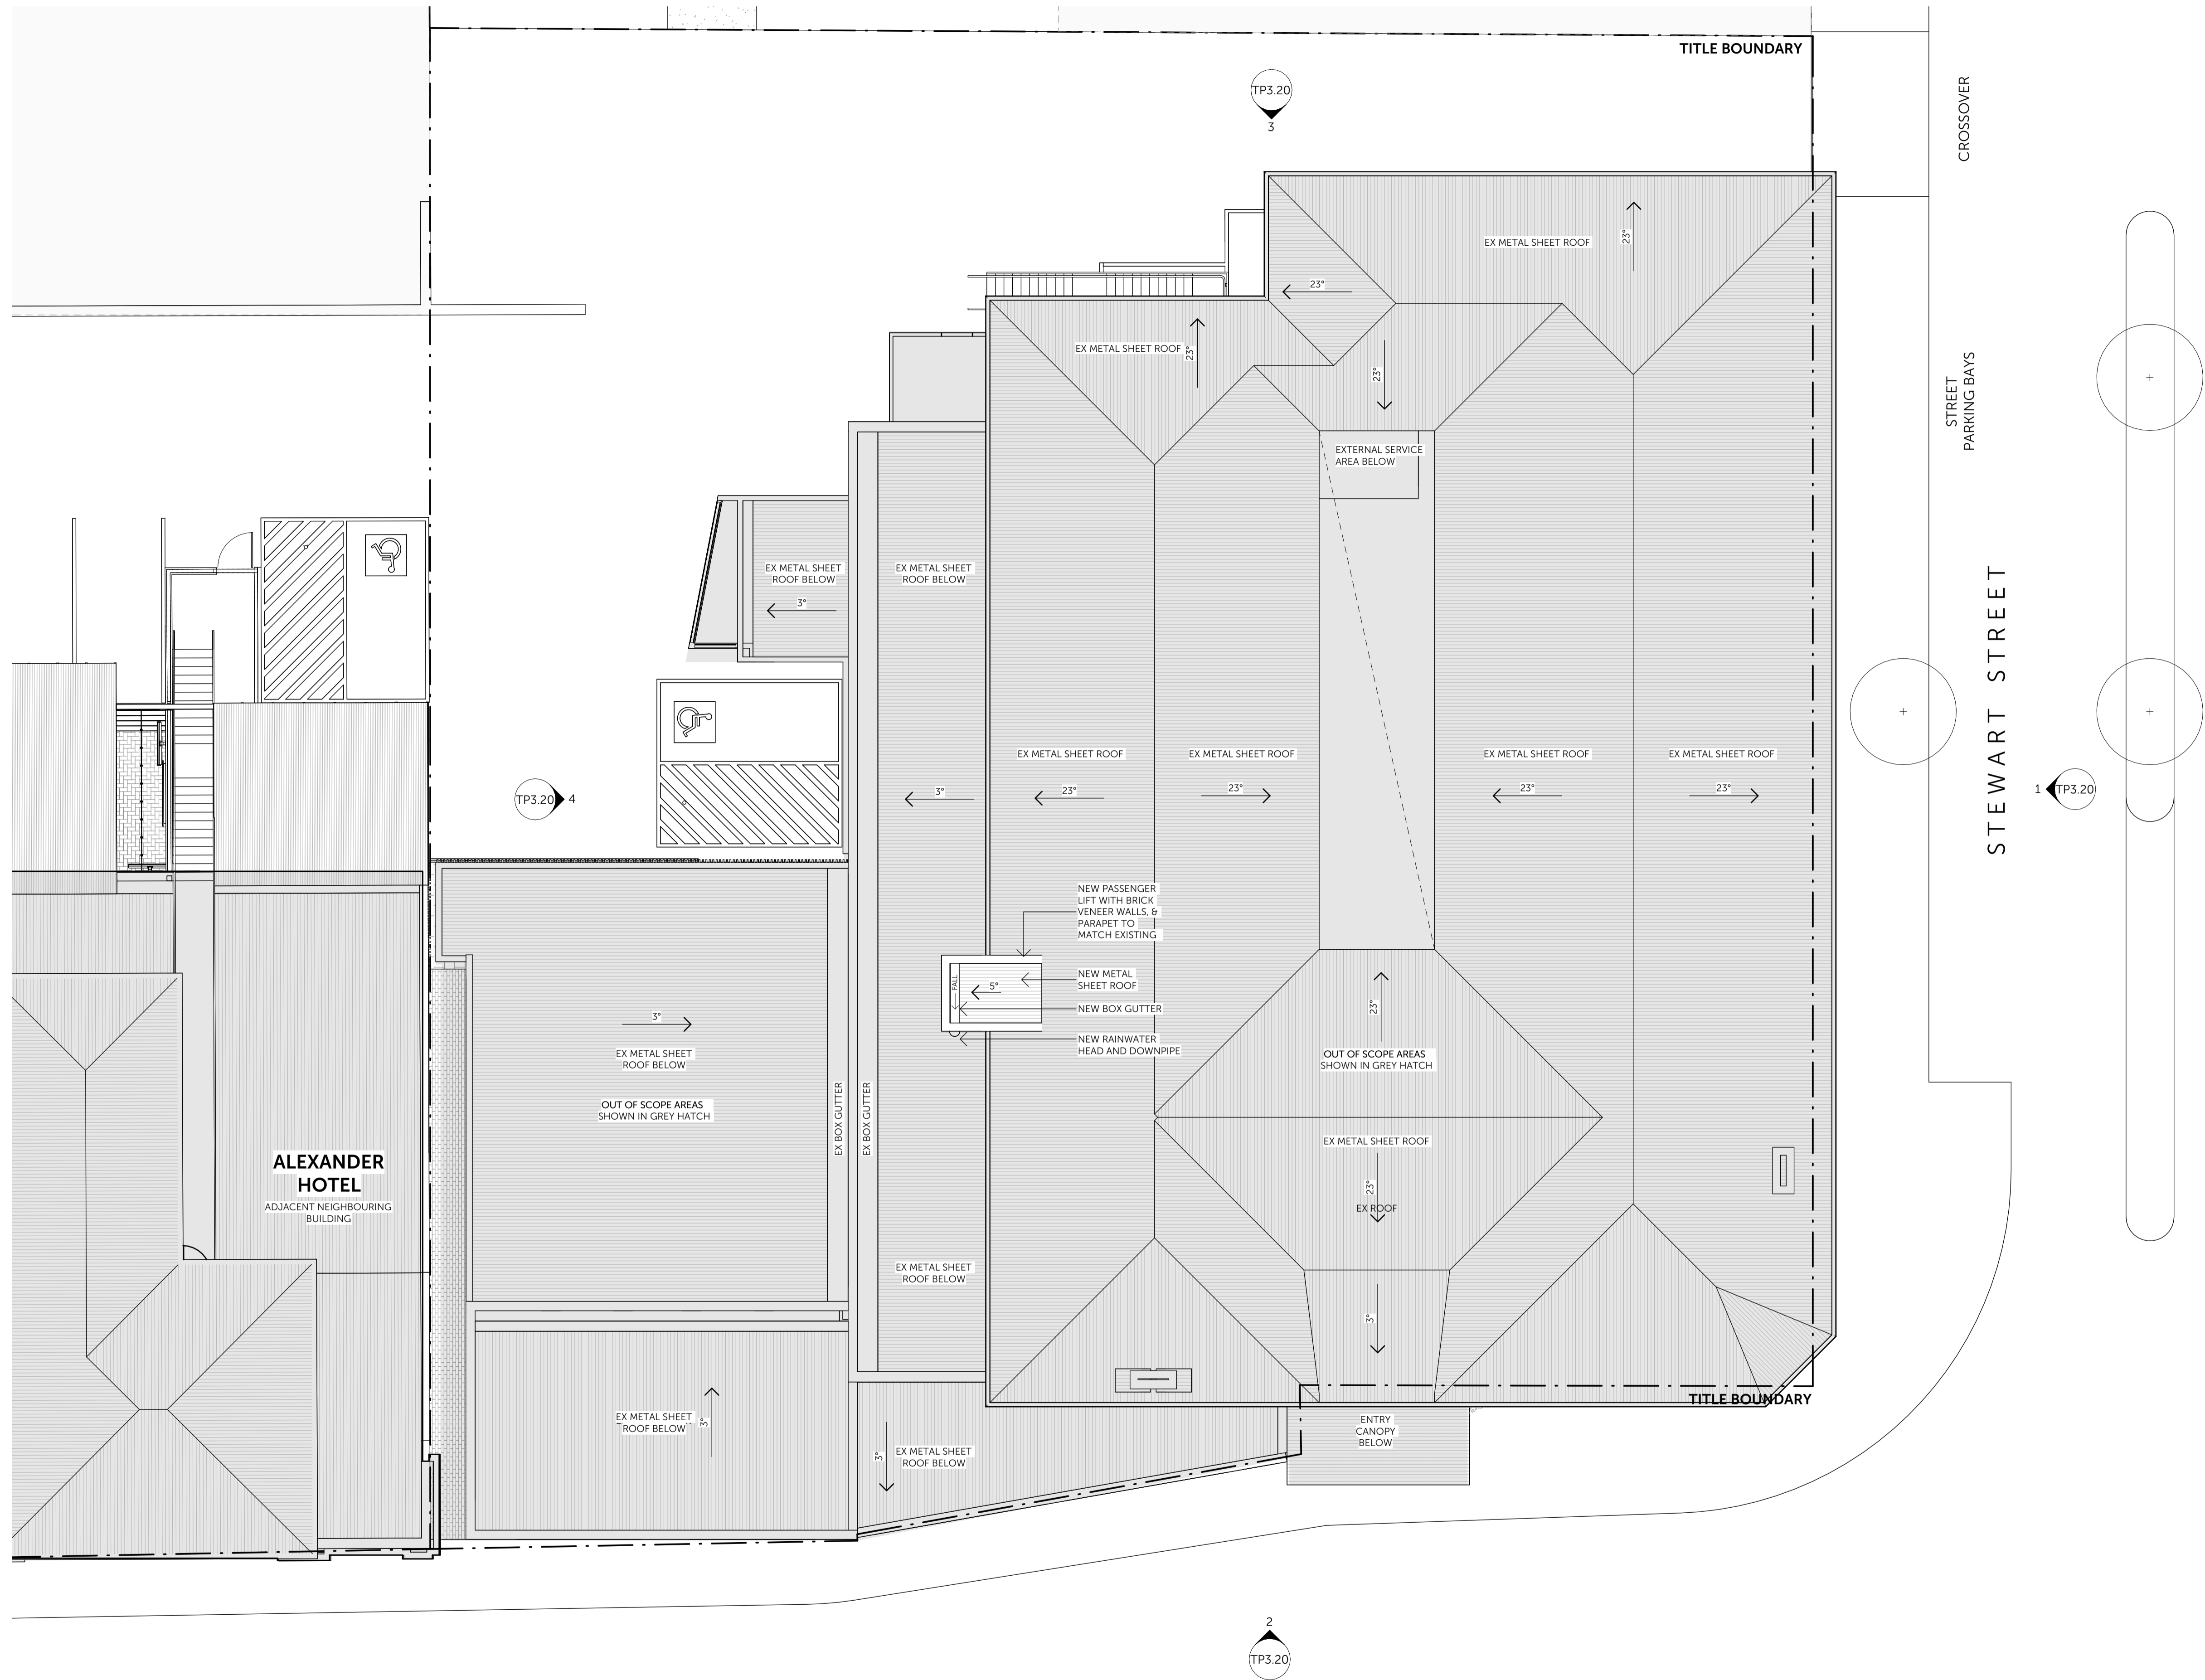 TITLE BOUNDARY
CROSSOVER
TP3.20
3
EX METAL SHEET ROOF
23°
23°
EX METAL SHEET ROOF
23°
23°
STREET
PARKING BAYS
EXTERNAL SERVICE
AREA BELOW
EX METAL SHEET
ROOF BELOW
3°
EX METAL SHEET
ROOF BELOW
STEWART STREET
EX METAL SHEET ROOF
EX METAL SHEET ROOF
EX METAL SHEET ROOF
EX METAL SHEET ROOF
TP3.20
4
3°
23°
23°
23°
23°
1
TP3.20
NEW PASSENGER
LIFT WITH BRICK
VENEER WALLS, &
PARAPET TO
MATCH EXISTING
NEW METAL
SHEET ROOF
FALL
5°
NEW BOX GUTTER
NEW RAINWATER
HEAD AND DOWNPIPE
3°
EX METAL SHEET
ROOF BELOW
23°
OUT OF SCOPE AREAS
SHOWN IN GREY HATCH
OUT OF SCOPE AREAS
SHOWN IN GREY HATCH
EX BOX GUTTER
EX BOX GUTTER
EX METAL SHEET ROOF
23°
EX ROOF
ALEXANDER
HOTEL
ADJACENT NEIGHBOURING
BUILDING
EX METAL SHEET
ROOF BELOW
3°
TITLE BOUNDARY
EX METAL SHEET
ROOF BELOW
3°
3°
EX METAL SHEET
ROOF BELOW
ENTRY
CANOPY
BELOW
2
TP3.20